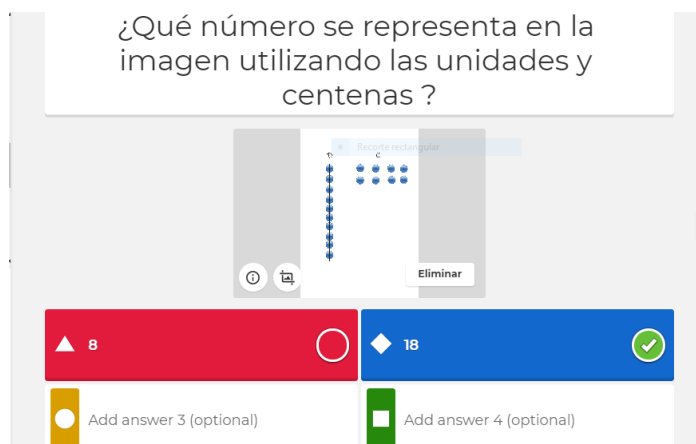 ¿Qué número se representa en la
imagen utilizando las unidades y
centenas ?
Recorte rectangular
Eliminar
8
18
Add answer 3 (optional)
Add answer 4 (optional)